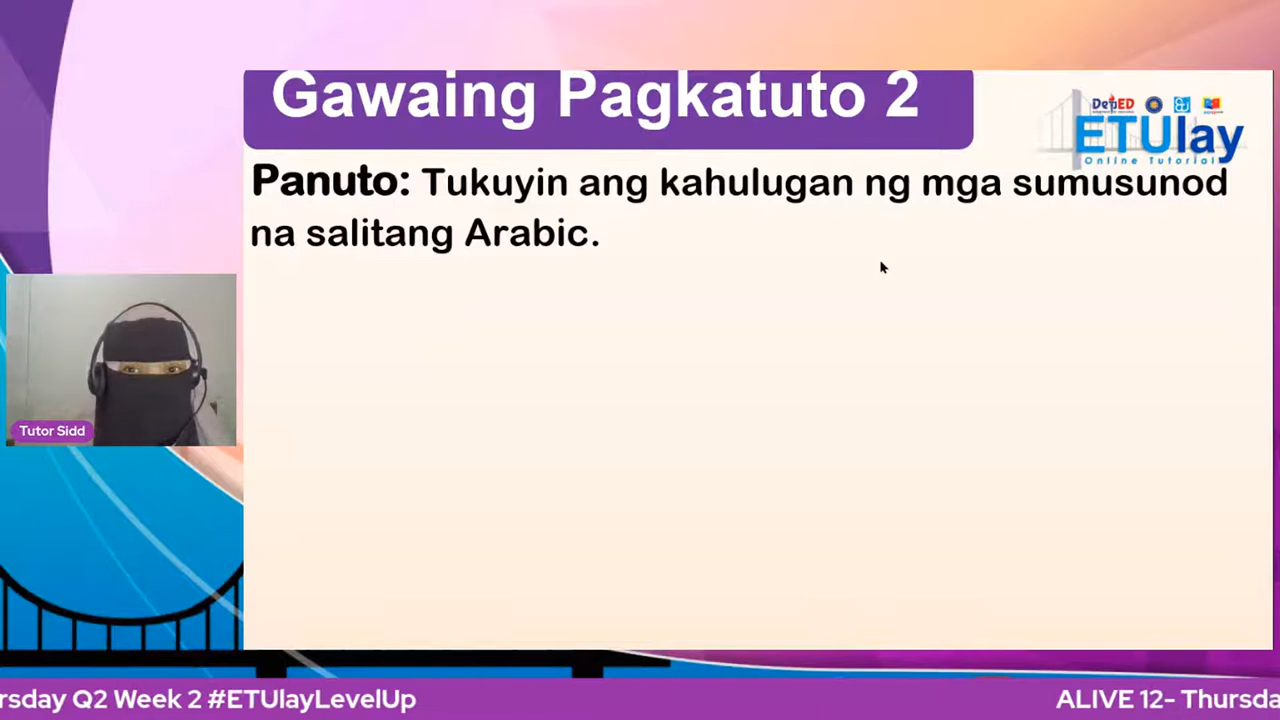 Gawaing Pagkatuto 2
DepED
ETUlay
Online Tutorial
Panuto: Tukuyin ang kahulugan ng mga sumusunod
na salitang Arabic.
Tutor Sidd
rsday Q2 Week 2 #ETUlayLevelUp
ALIVE 12- Thursda